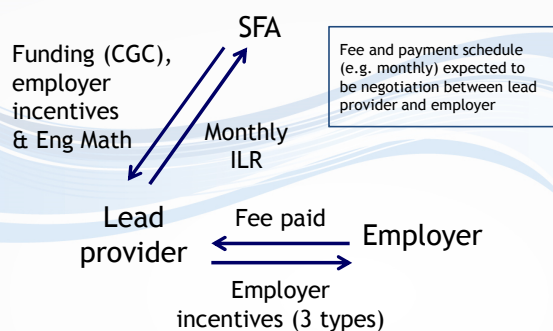 SFA
Funding (CGC),
employer
incentives
& Eng Math
Fee and payment schedule
(e.g. monthly) expected to
be negotiation between lead
provider and employer
Monthly
ILR
Lead
provider
Fee paid
Employer
Employer
incentives (3 types)